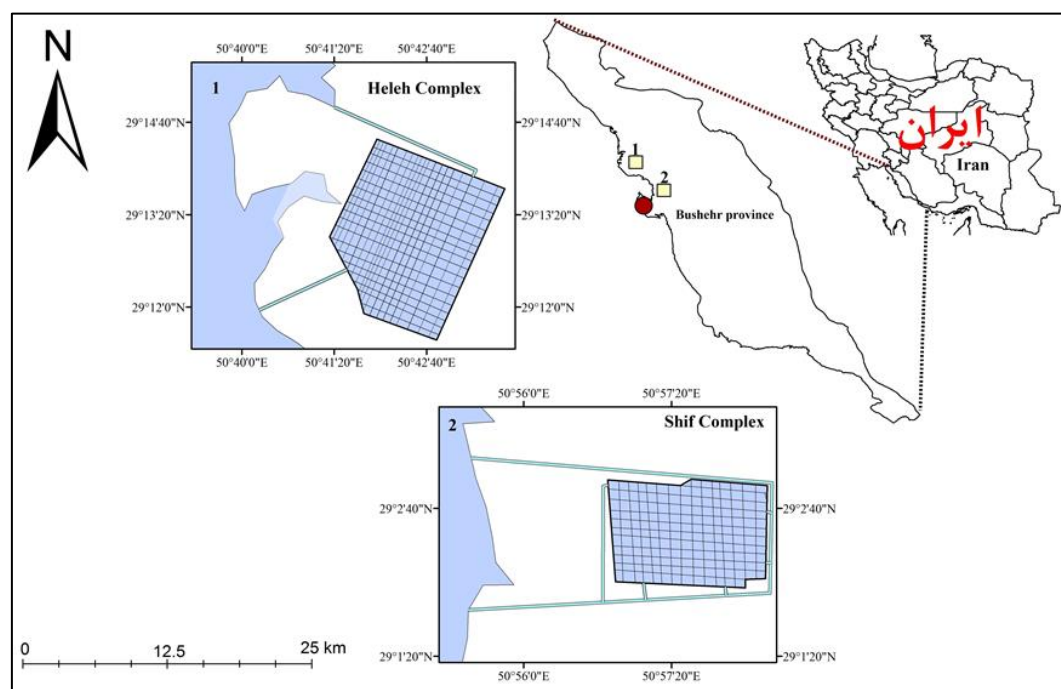 N
50°40'0"E
50°41'20"E
50°42'40"E
1
Heleh Complex
29°14'40"N
29°14'40"N
29°13'20"N
29°13'20"N
29°12'0"N
29°12'0"N
50°40'0"E
50°41'20"E
50°42'40"E
1
2
Bushehr province
ایران
Iran
50°56'0"E
50°57'20"E
2
Shif Complex
29°2'40"N
29°2'40"N
29°1'20"N
29°1'20"N
50°56'0"E
50°57'20"E
0
12.5
25 km